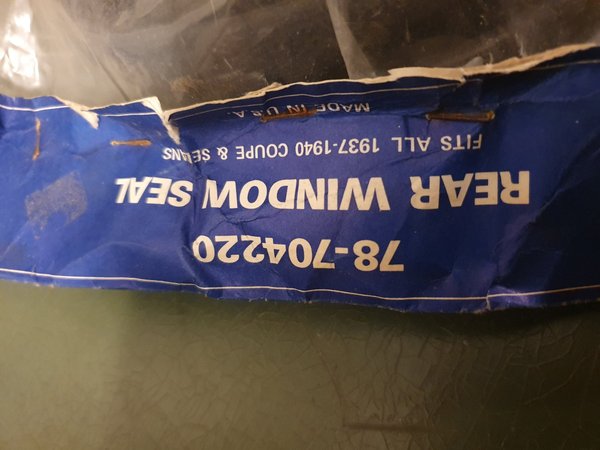 78-704220
REAR WINDOW SEAL
FITS ALL 1937-1940 COUPE & SEDANS
MADE IN U.S.A.